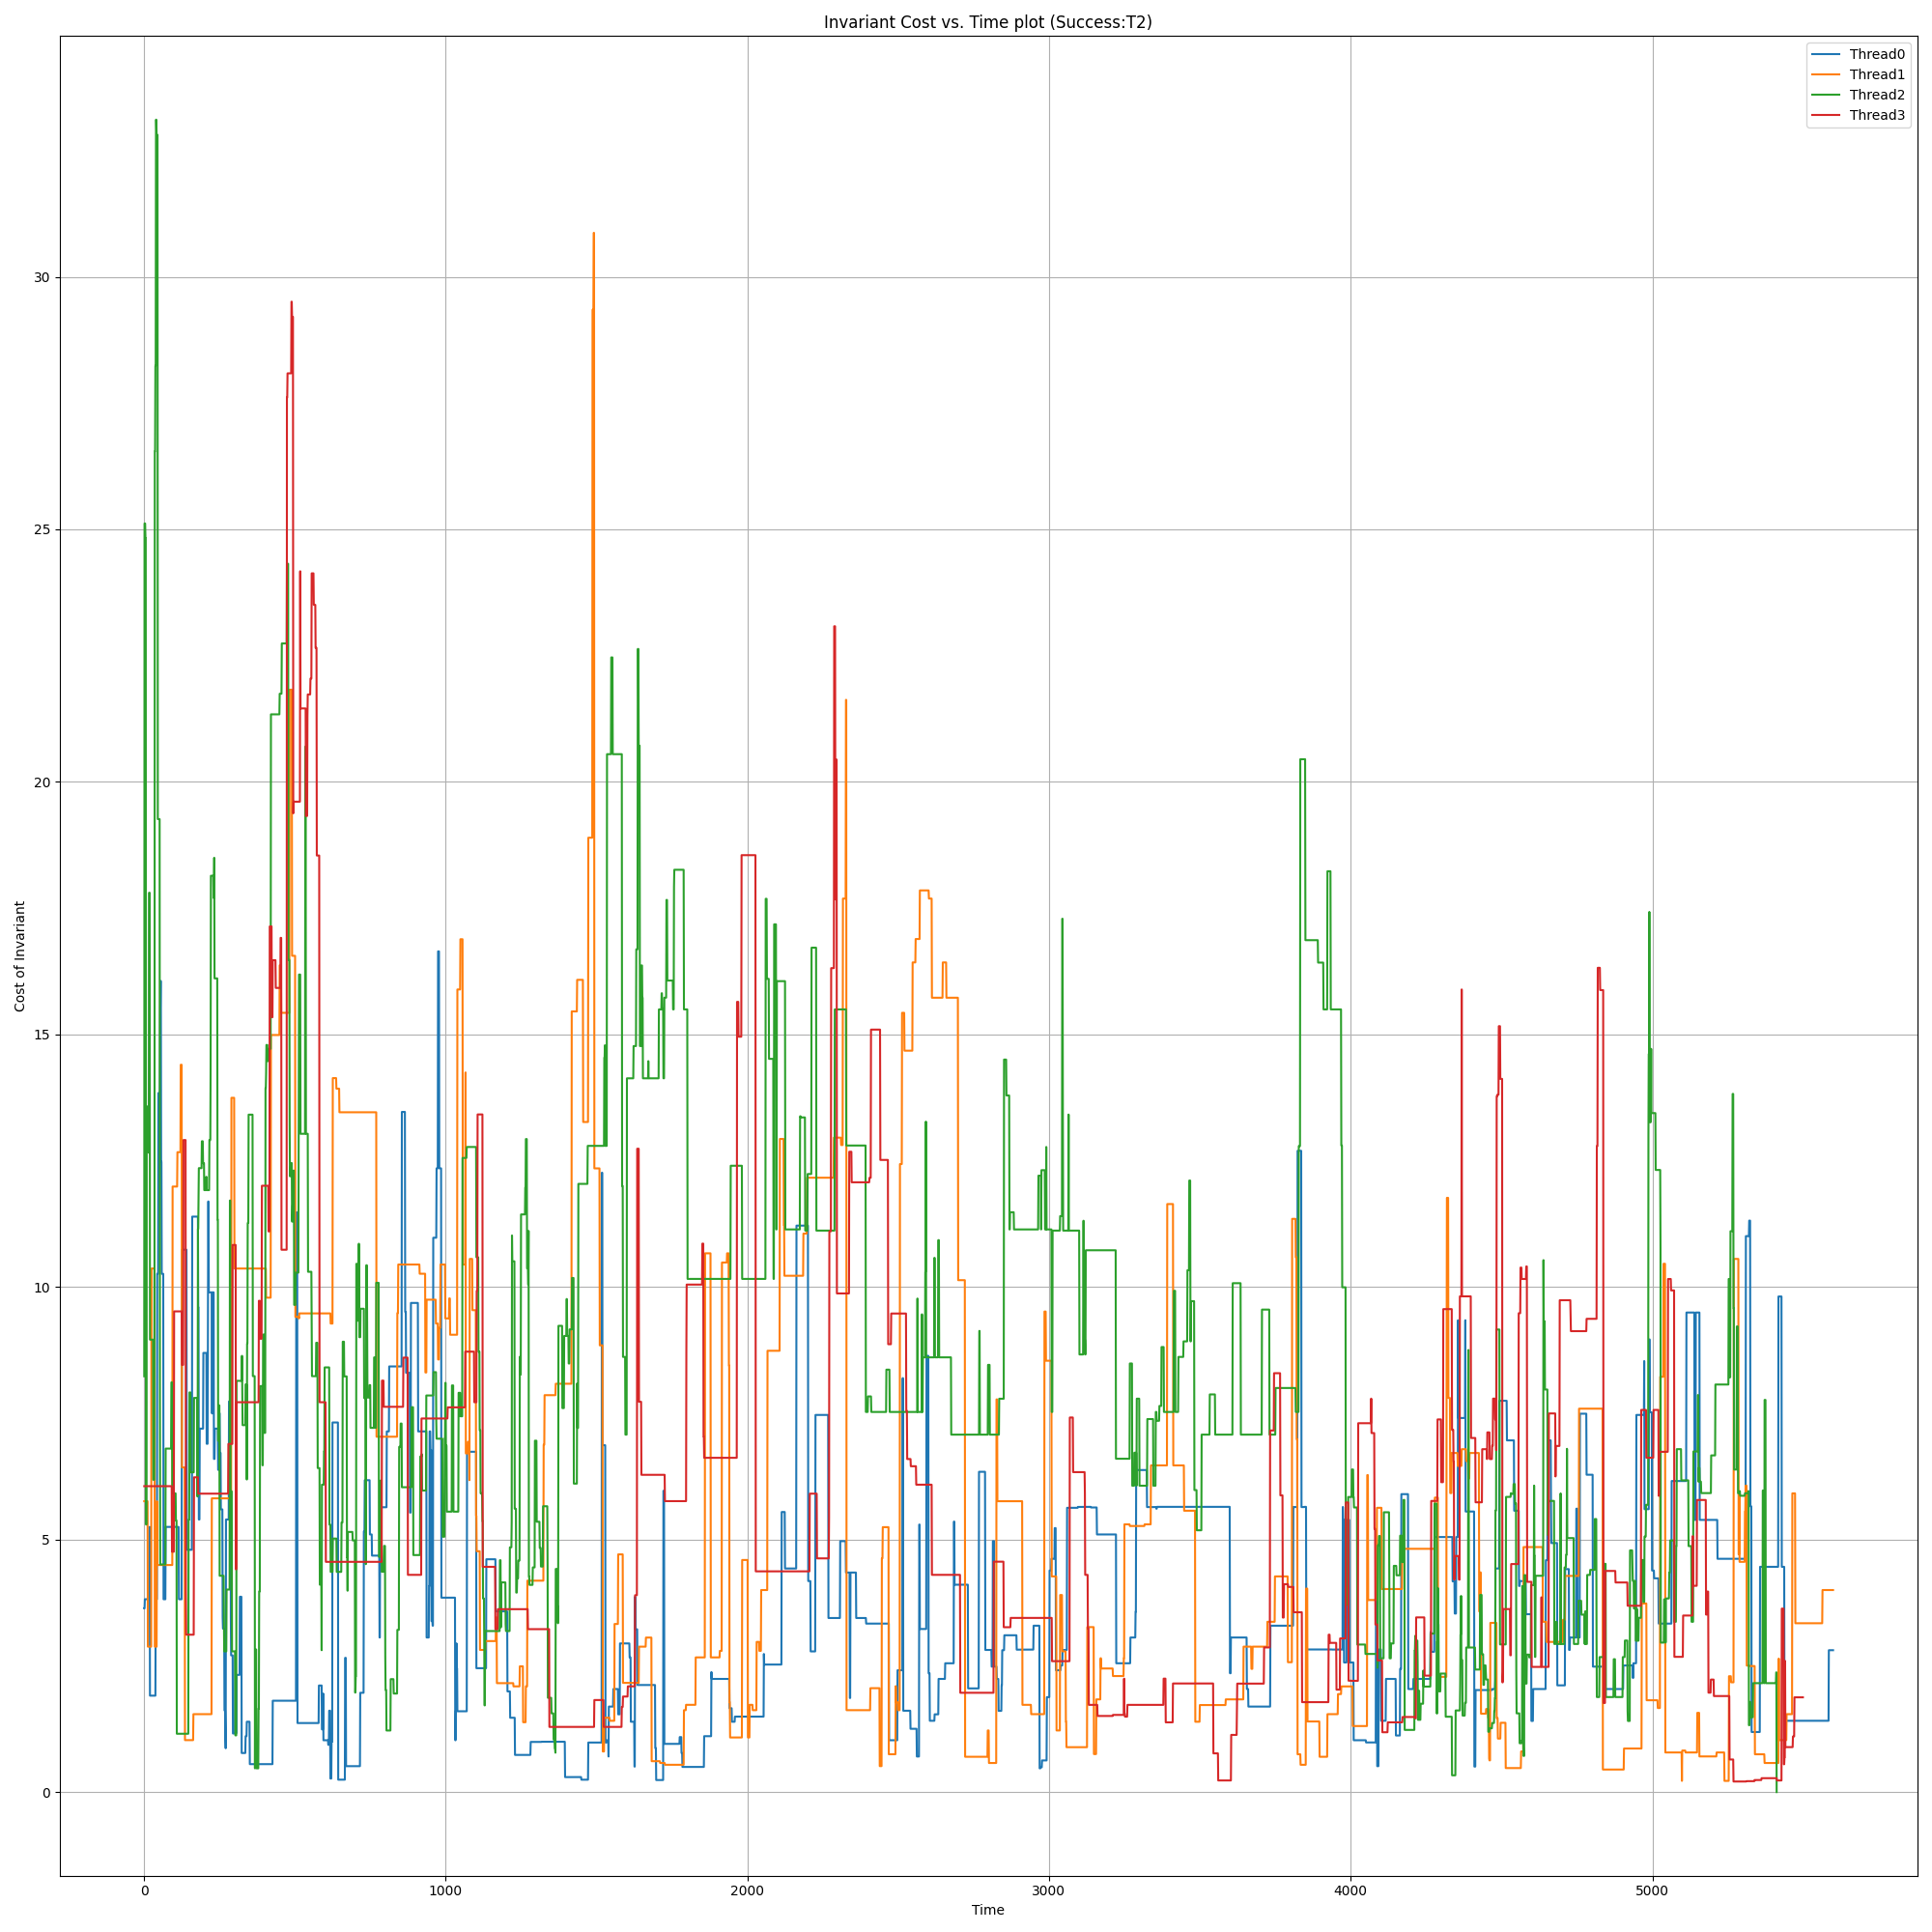 Invariant Cost vs. Time plot (Success:T2)
Thread0
Thread1
Thread2
Thread3
Cost of Invariant
30
25
20
15
10
5
0
0 1000 2000 3000 4000 5000
Time